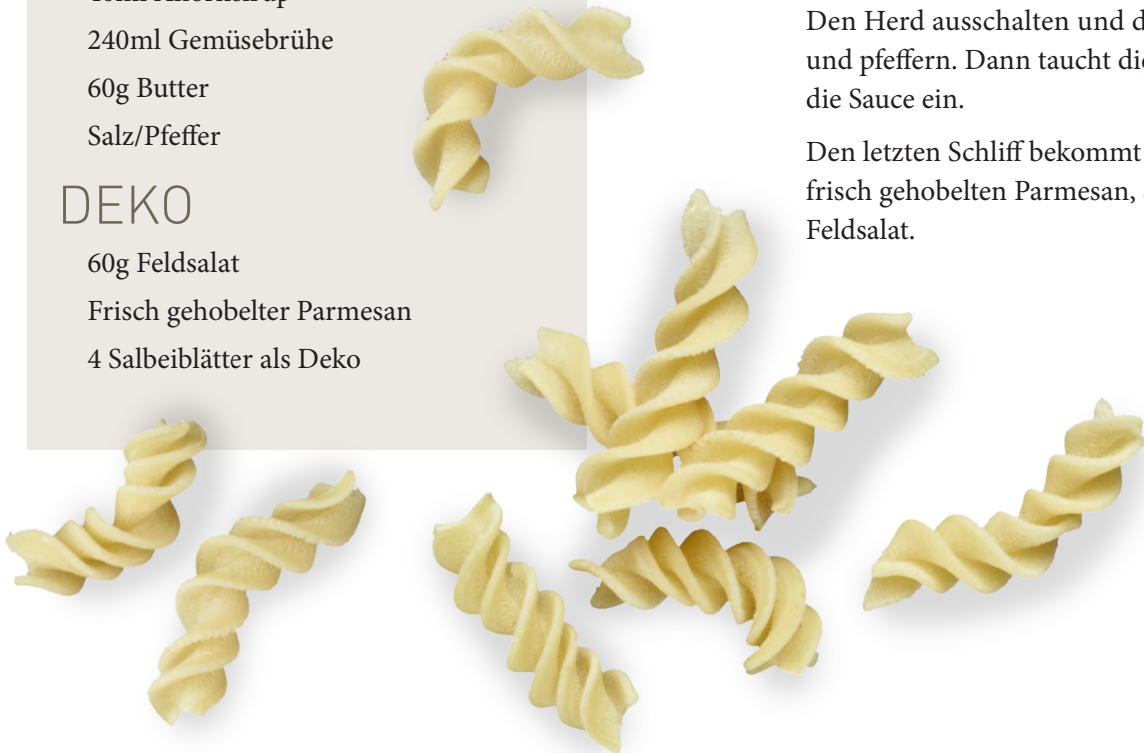 240ml Gemüsebrühe
60g Butter
Salz/Pfeffer
DEKO
60g Feldsalat
Frisch gehobelter Parmesan
4 Salbeiblätter als Deko
Den Herd ausschalten und
und pfeffern. Dann taucht
die Sauce ein.
Den letzten Schliff bekommt
frisch gehobelten Parmesan,
Feldsalat.